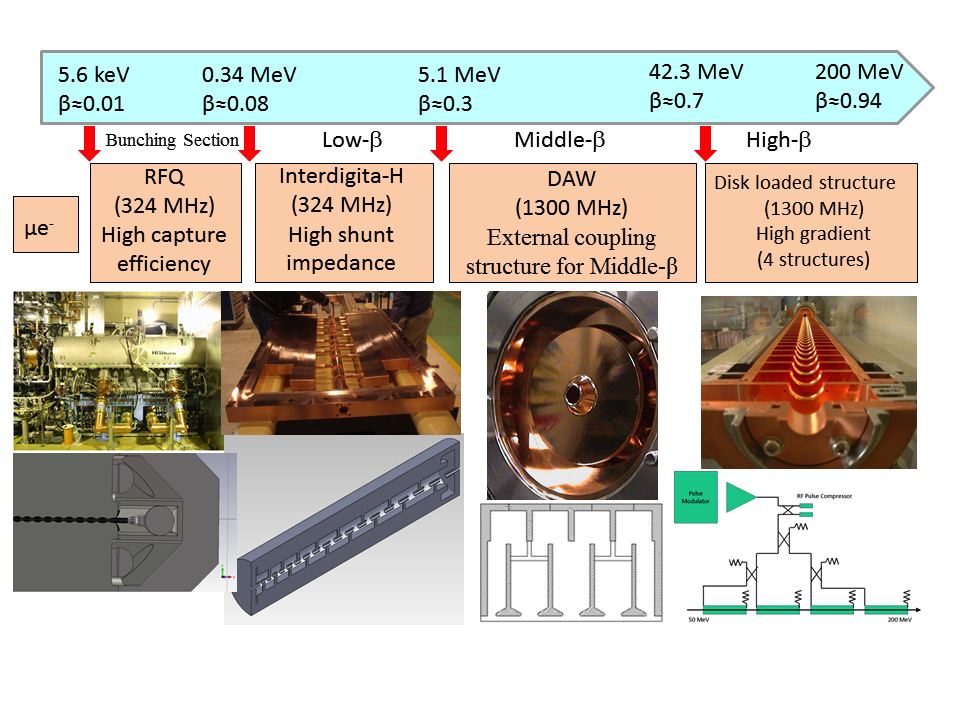 5.6 keV
β≈0.01
0.34 MeV
β≈0.08
5.1 MeV
β≈0.3
42.3 MeV
β≈0.7
200 MeV
β≈0.94
Bunching Section
Low-β
Middle-β
High-β
μe-
RFQ
(324 MHz)
High capture
efficiency
Interdigita-H
(324 MHz)
High shunt
impedance
DAW
(1300 MHz)
External coupling
structure for Middle-β
Disk loaded structure
(1300 MHz)
High gradient
(4 structures)
HITACHI
Pulse
Modulator
RF Pulse Compressor
50 MeV
200 MeV